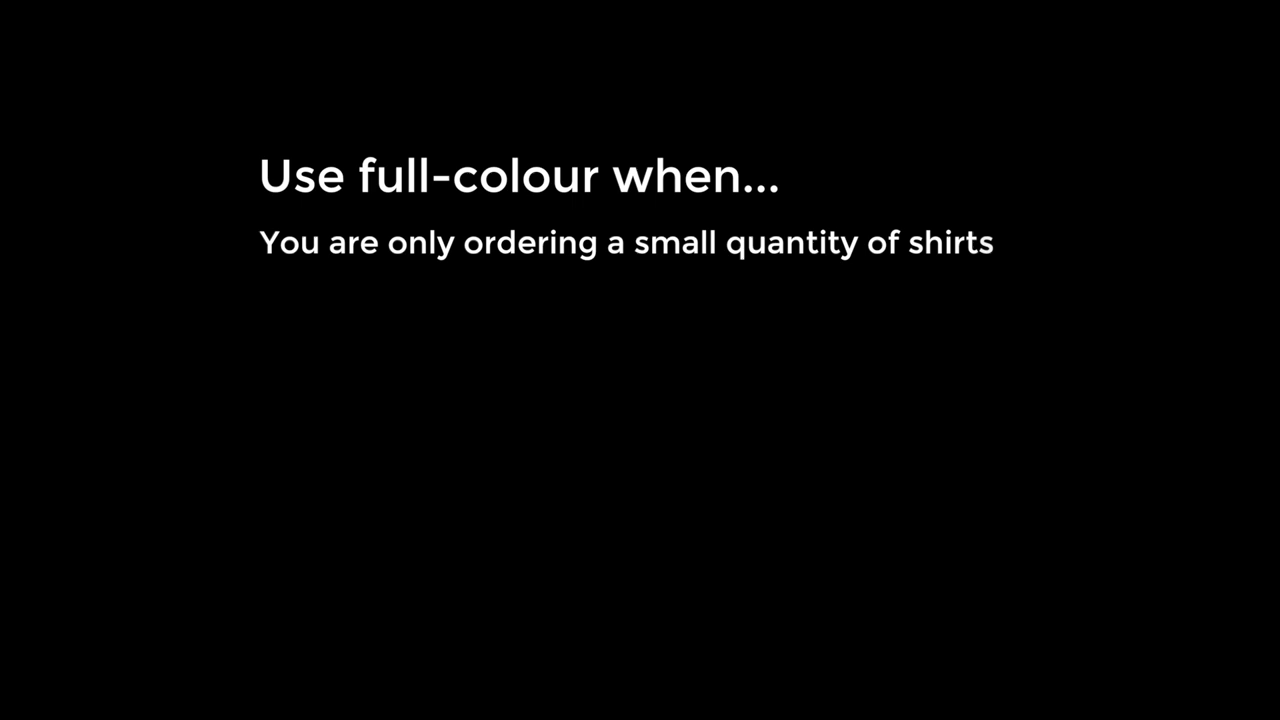 Use full-colour when...
You are only ordering a small quantity of shirts